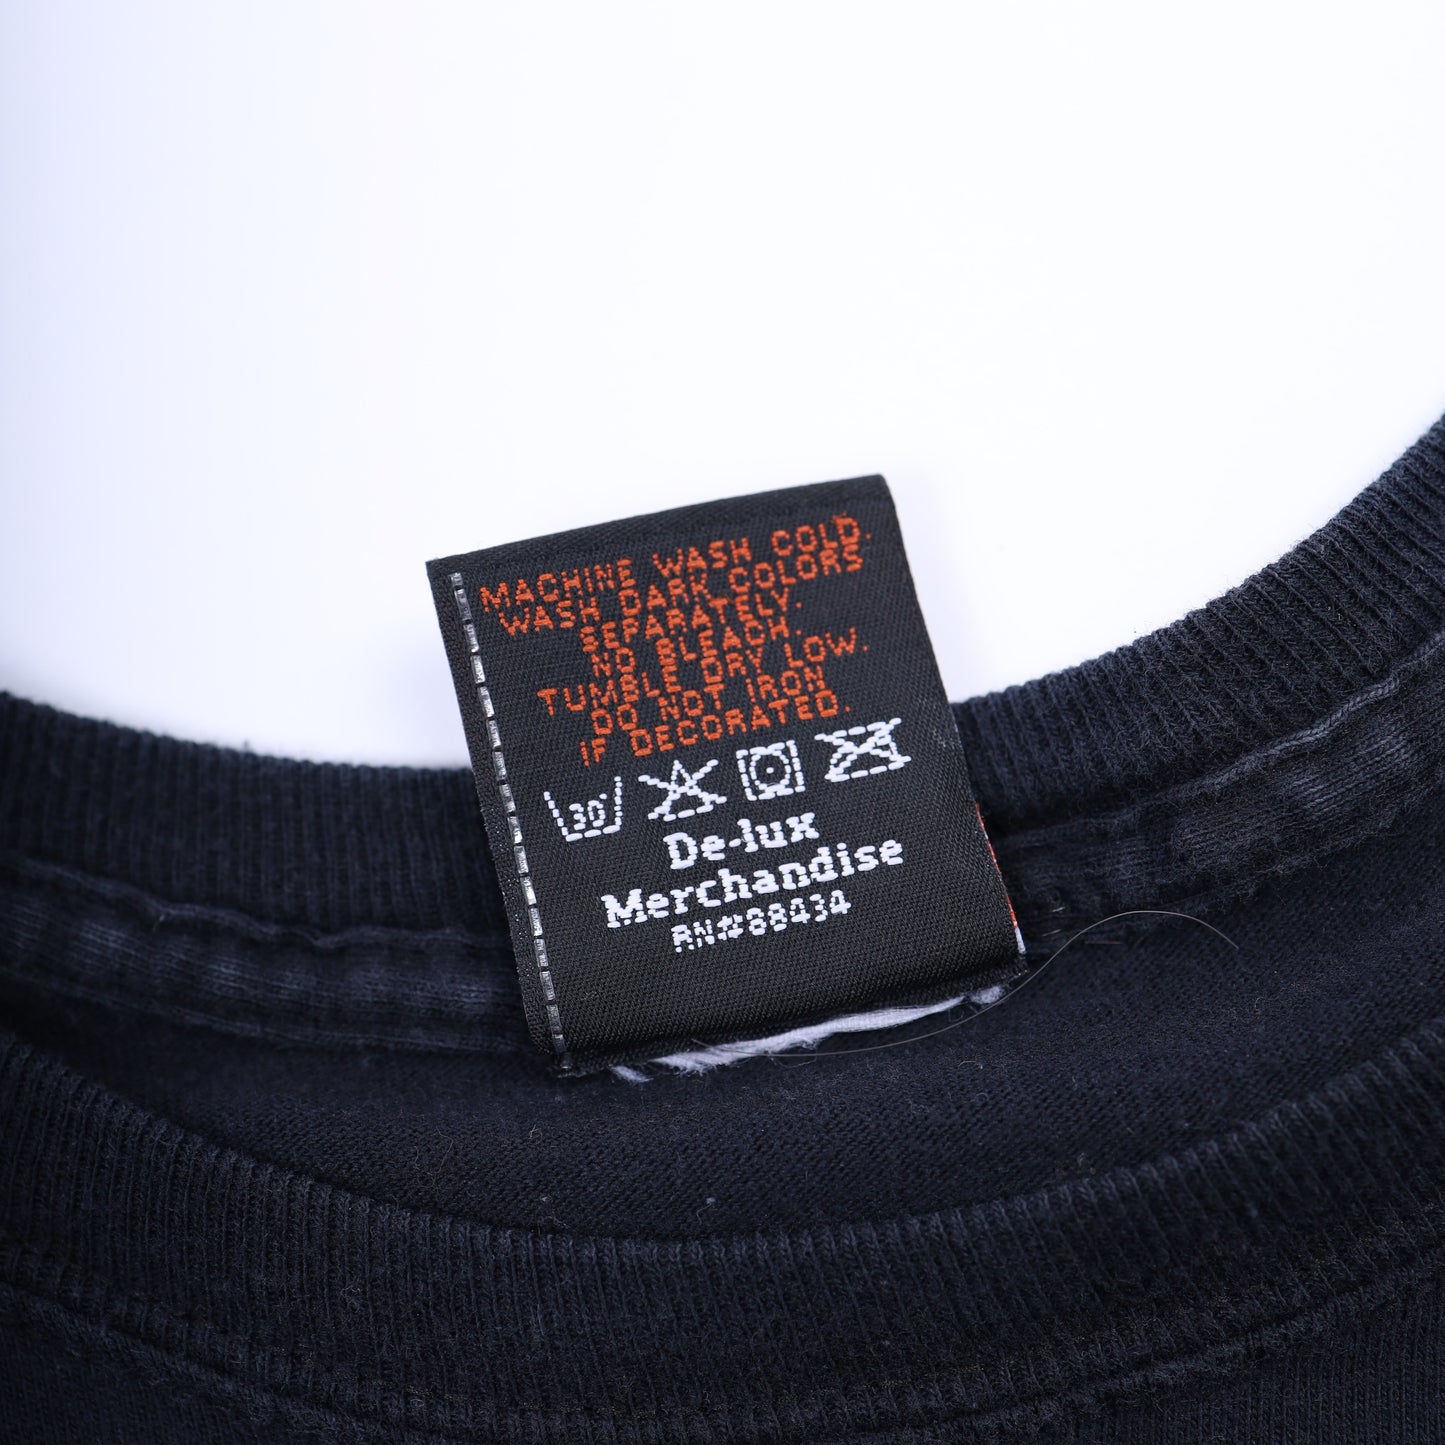 MACHINE WASH COLD.
WASH DARK COLORS
SEPARATELY.
NO BLEACH.
TUMBLE DRY LOW.
DO NOT IRON
IF DECORATED.
30°
De-lux
Merchandise
RN#88434